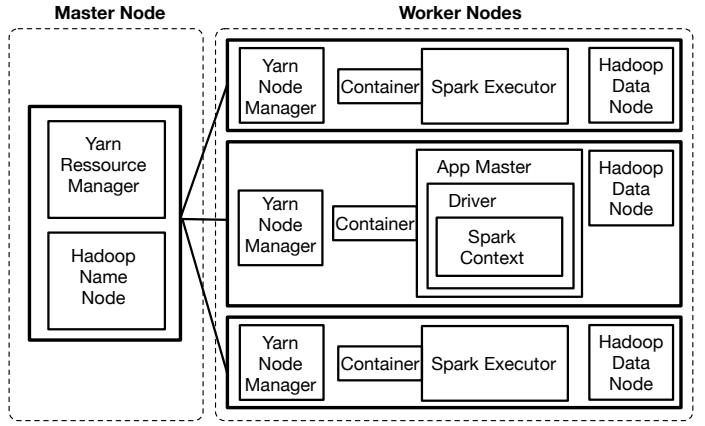 Master Node
Worker Nodes
Yarn
Ressource
Manager
Hadoop
Name
Node
Yarn
Node
Manager
Container
Spark Executor
Hadoop
Data
Node
Yarn
Node
Manager
Container
App Master
Driver
Spark
Context
Hadoop
Data
Node
Yarn
Node
Manager
Container
Spark Executor
Hadoop
Data
Node